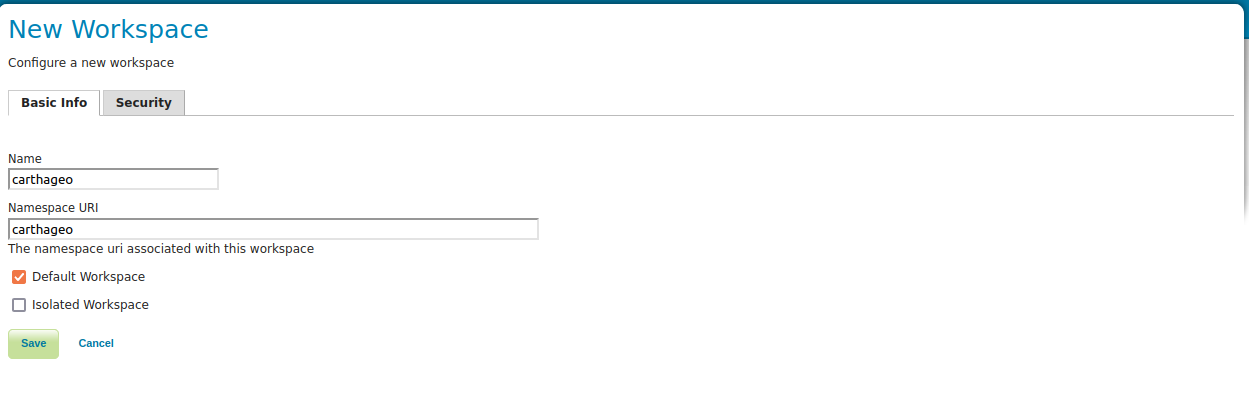 New Workspace
Configure a new workspace
Basic Info Security
Name
carthageo
Namespace URI
carthageo
The namespace uri associated with this workspace
Default Workspace
Isolated Workspace
Save Cancel